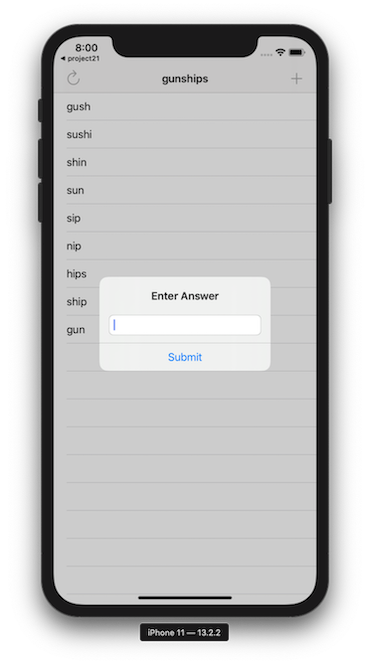 8:00
◀ project21
gunships
gush
sushi
shin
sun
sip
nip
hips
Enter Answer
ship
gun
Submit
iPhone 11 — 13.2.2